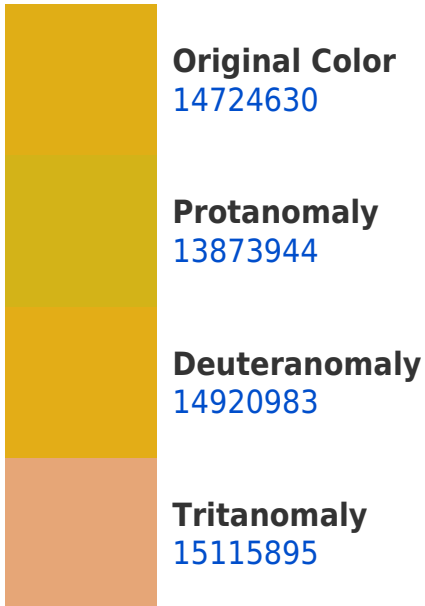 Original Color
14724630
Protanomaly
13873944
Deuteranomaly
14920983
Tritanomaly
15115895